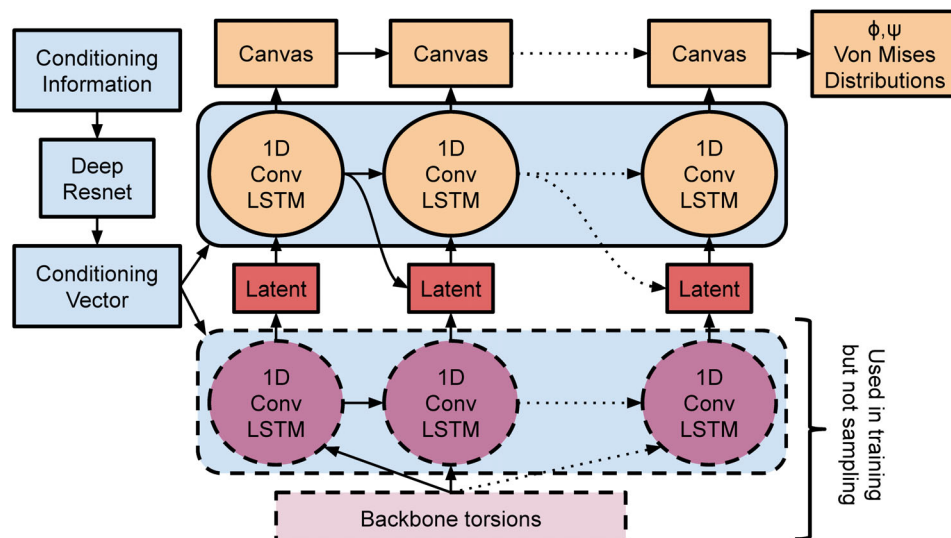 Conditioning
Information
Deep
Resnet
Conditioning
Vector
Canvas
Canvas
Canvas
ϕ,ψ
Von Mises
Distributions
1D
Conv
LSTM
1D
Conv
LSTM
1D
Conv
LSTM
Latent
Latent
Latent
1D
Conv
LSTM
1D
Conv
LSTM
1D
Conv
LSTM
Backbone torsions
Used in training
but not sampling